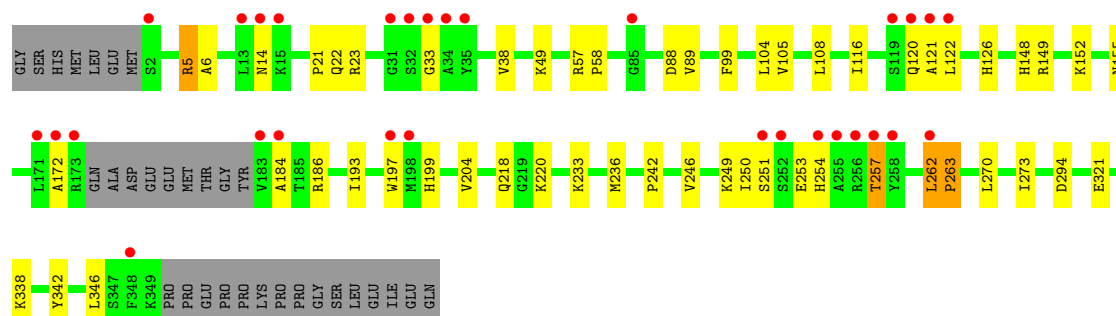 GLY SER HIS MET LEU GLU MET S2 R5 A6 L13 N14 K15 P21 Q22 R23 G31 S32 G33 A34 Y35 V38 K49 R57 P58 G85 D88 V89 F99 L104 V105 L108 I116 S119 Q120 A121 L122 H126 H148 R149 K152
L171 A172 R173 GLN ALA ASP GLU GLU MET THR GLY TYR V183 A184 T185 R186 I193 W197 M198 H199 V204 Q218 G219 K220 K233 M236 P242 V246 K249 I250 S251 S252 E253 H254 A255 R256 T257 Y258 L262 P263 L270 I273 D294 E321
K338 Y342 L346 S347 F348 K349 PRO PRO GLU PRO PRO LYS PRO PRO GLY SER LEU GLU ILE GLU GLN